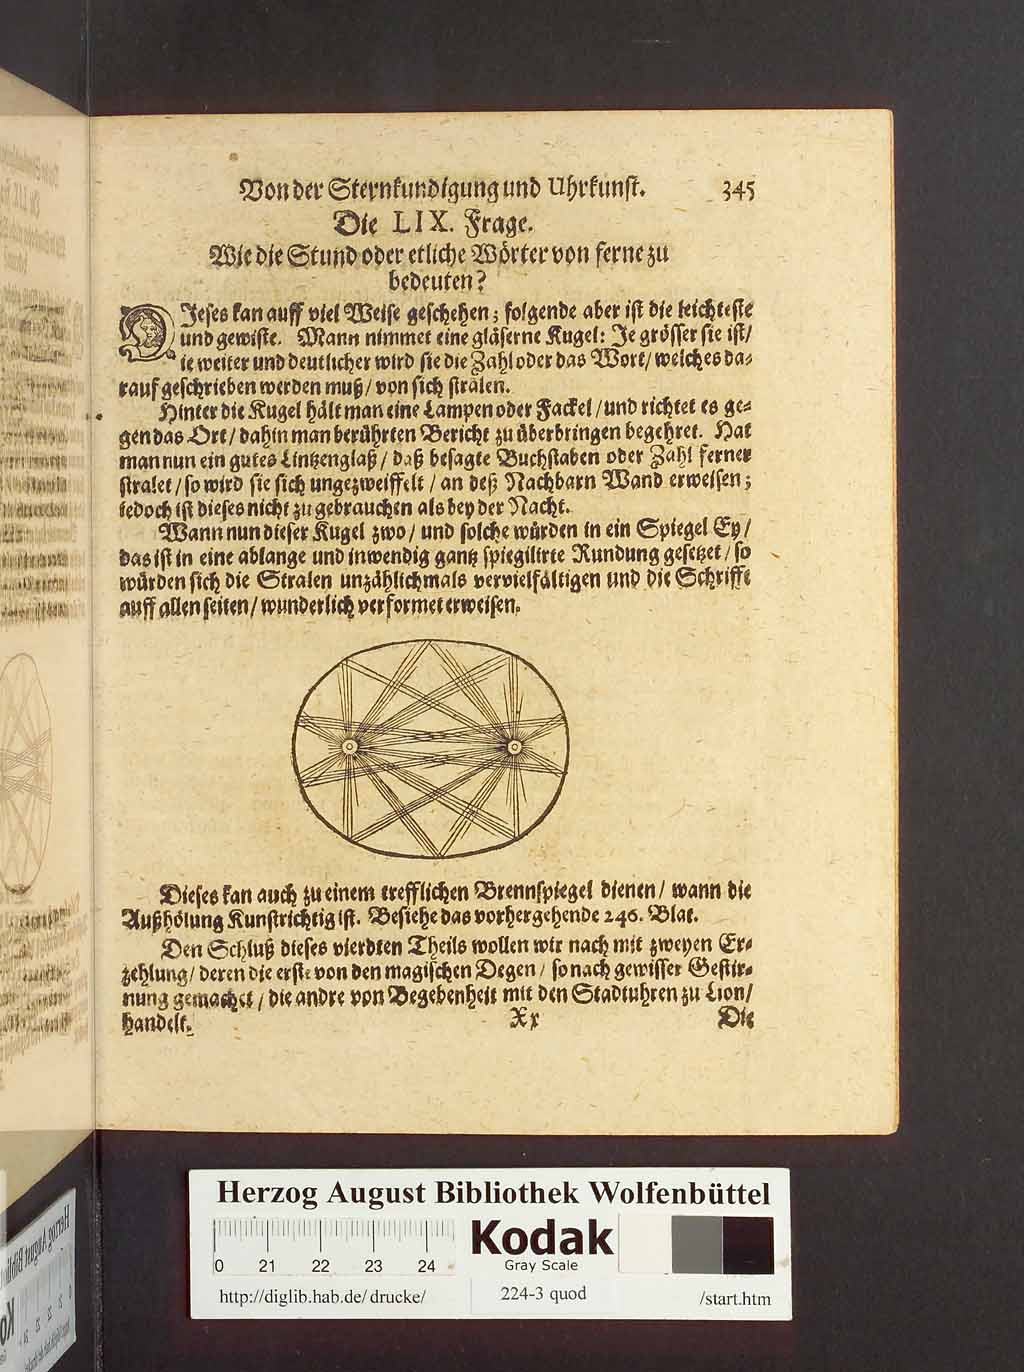 Von der Sternkundigung und Uhrkunst. 345
Die LIX. Frage.
Wie die Stund oder etliche Wörter von ferne zu
bedeuten?
DIeses kan auff viel Weise geschehen; folgende aber ist die leichteste
und gewiste. Mann nimmet eine gläserne Kugel: Je grösser sie ist/
ie weiter und deutlicher wird sie die Zahl oder das Wort/ welches da-
rauf geschrieben werden muß/ von sich stralen.
Hinter die Kugel hält man eine Lampen oder Fackel/ und richtet es ge-
gen das Ort/ dahin man berührten Bericht zu überbringen begehret. Hat
man nun ein gutes Lintzenglaß/ daß besagte Buchstaben oder Zahl ferner
stralet/ so wird sie sich ungezweiffelt/ an deß Nachbarn Wand erweisen;
iedoch ist dieses nicht zu gebrauchen als bey der Nacht.
Wann nun dieser Kugel zwo/ und solche würden in ein Spiegel Ey/
das ist in eine ablange und inwendig gantz spiegilirte Rundung gesetzet/ so
würden sich die Stralen unzählichmals vervielfältigen und die Schrifft
auff allen seiten/ wunderlich verformet erweisen.
Dieses kan auch zu einem trefflichen Brennspiegel dienen/ wann die
Außhölung Kunstrichtig ist. Besiehe das vorhergehende 246. Blat.
Den Schluß dieses vierdten Theils wollen wir nach mit zweyen Er-
zehlung/ deren die erste von den magischen Degen/ so nach gewisser Gestir-
nung gemachet/ die andre von Begebenheit mit den Stadtuhren zu Lion/
handelt.
Xx Die
Herzog August Bibliothek Wolfenbüttel
0 21 22 23 24
Kodak
Gray Scale
http://diglib.hab.de/drucke/ 224-3 quod /start.htm